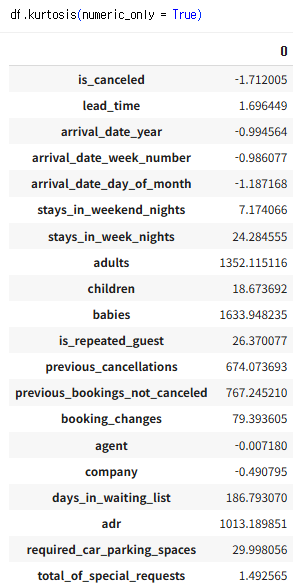 df.kurtosis(numeric_only = True)
0
is_canceled -1.712005
lead_time 1.696449
arrival_date_year -0.994564
arrival_date_week_number -0.986077
arrival_date_day_of_month -1.187168
stays_in_weekend_nights 7.174066
stays_in_week_nights 24.284555
adults 1352.115116
children 18.673692
babies 1633.948235
is_repeated_guest 26.370077
previous_cancellations 674.073693
previous_bookings_not_canceled 767.245210
booking_changes 79.393605
agent -0.007180
company -0.490795
days_in_waiting_list 186.793070
adr 1013.189851
required_car_parking_spaces 29.998056
total_of_special_requests 1.492565